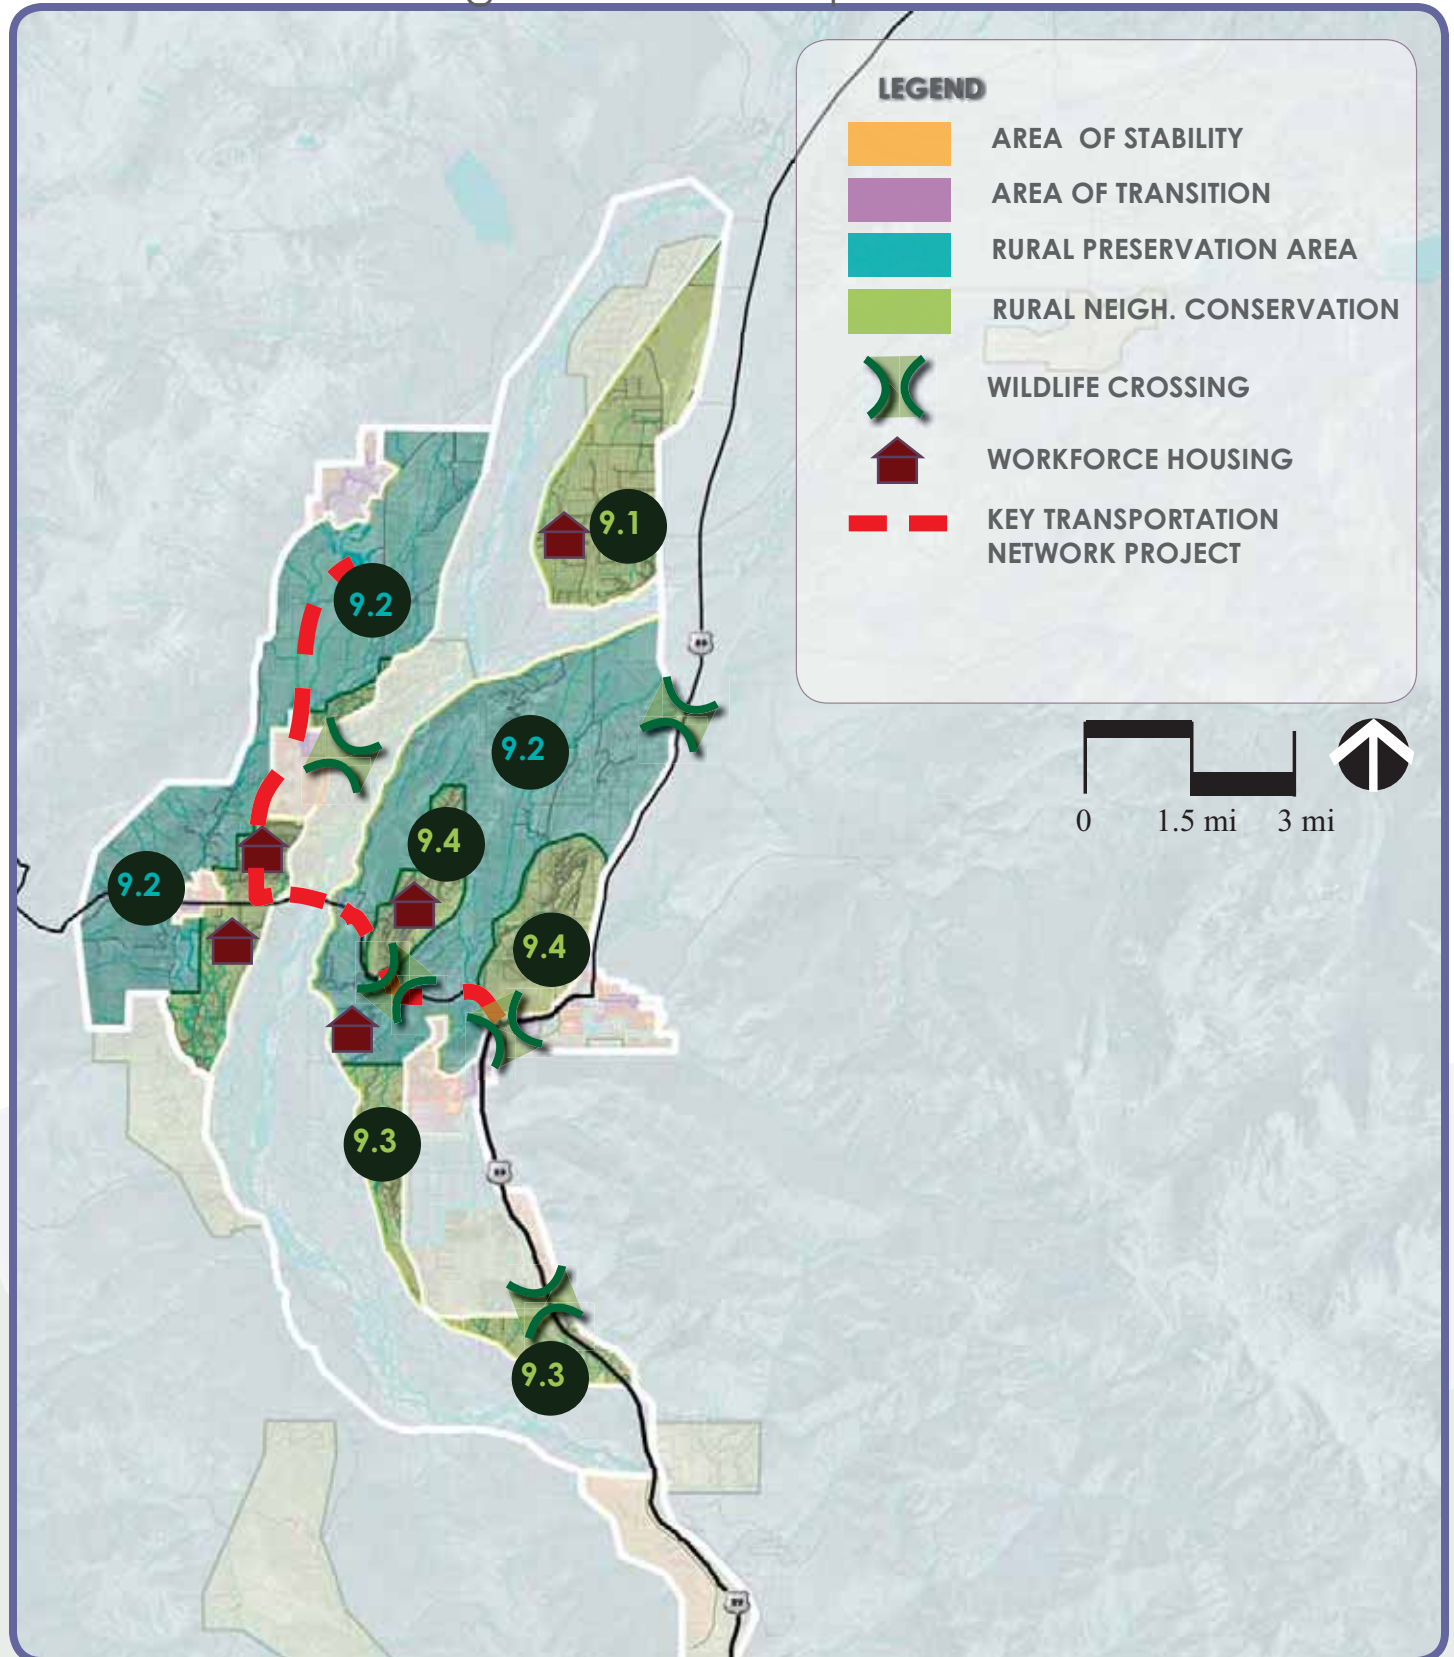 LEGEND
AREA OF STABILITY
AREA OF TRANSITION
RURAL PRESERVATION AREA
RURAL NEIGH. CONSERVATION
WILDLIFE CROSSING
WORKFORCE HOUSING
KEY TRANSPORTATION
NETWORK PROJECT
0 1.5 mi 3 mi
9.1
9.2
9.2
9.4
9.2
9.4
9.3
9.3
89